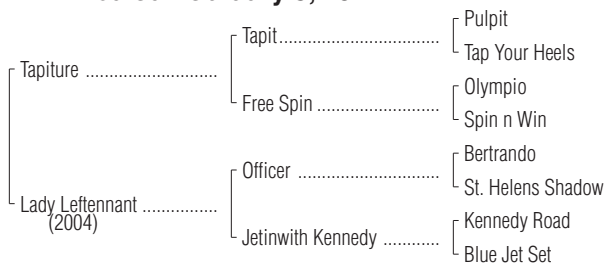 Pulpit
Tapit........................................
Tap Your Heels
Tapiture .................................
Olympio
Free Spin ...............................
Spin n Win
Bertrando
Officer ....................................
St. Helens Shadow
Lady Leftennant ...................
(2004)
Kennedy Road
Jetinwith Kennedy ..............
Blue Jet Set